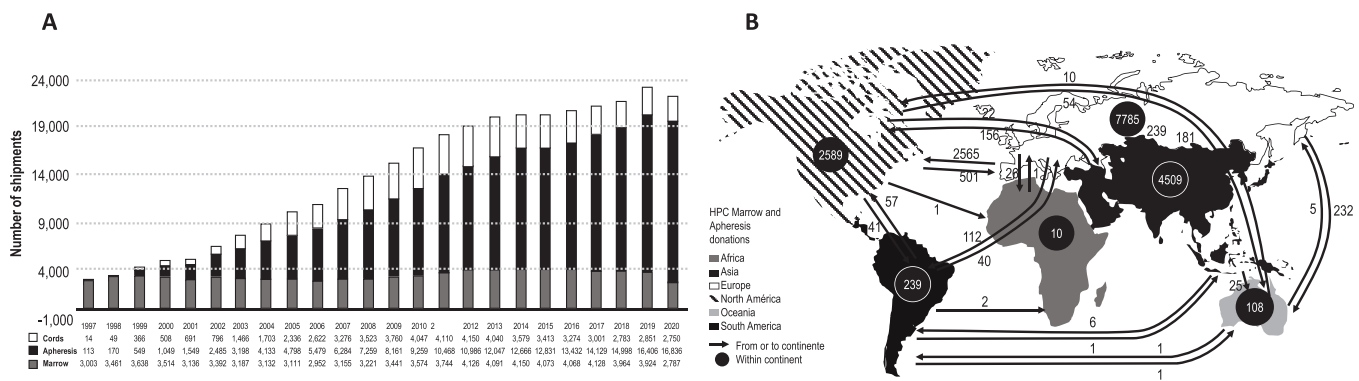 A
Number of shipments
24,000
19,000
14,000
9,000
4,000
-1,000
1997 1998 1999 2000 2001 2002 2003 2004 2005 2006 2007 2008 2009 2010 2 2012 2013 2014 2015 2016 2017 2018 2019 2020
Cords 14 49 366 508 691 796 1,466 1,703 2,336 2,622 3,276 3,523 3,760 4,047 4,110 4,150 4,040 3,579 3,413 3,274 3,001 2,783 2,851 2,750
Apheresis 113 170 549 1,049 1,549 2,485 3,198 4,133 4,798 5,479 6,284 7,259 8,161 9,259 10,468 10,986 12,047 12,666 12,831 13,432 14,129 14,998 16,406 16,836
Marrow 3,003 3,461 3,638 3,514 3,136 3,392 3,187 3,132 3,111 2,952 3,155 3,221 3,441 3,574 3,744 4,126 4,091 4,150 4,073 4,068 4,128 3,964 3,924 2,787
B
10
54
22
156
7785
239
181
2589
2565
501
26
1
4509
57
1
41
112
40
10
5
232
239
2
25
108
6
1
1
1
HPC Marrow and
Apheresis
donations
Africa
Asia
Europe
North América
Oceania
South America
From or to continente
Within continent